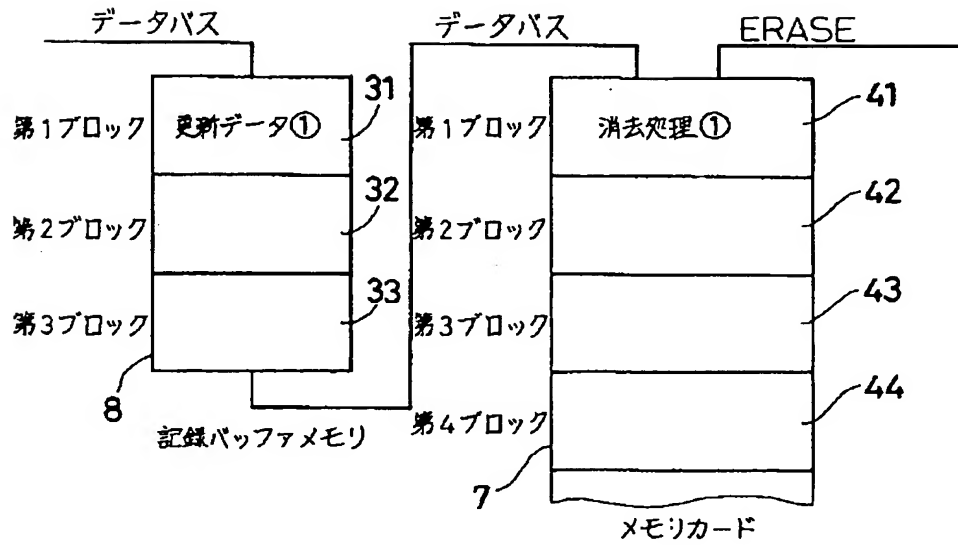 データバス
データバス
ERASE
31
41
第1ブロック
更新データ①
第1ブロック
消去処理①
32
42
第2ブロック
第2ブロック
33
43
第3ブロック
第3ブロック
8
44
記録バッファメモリ
第4ブロック
7
メモリカード